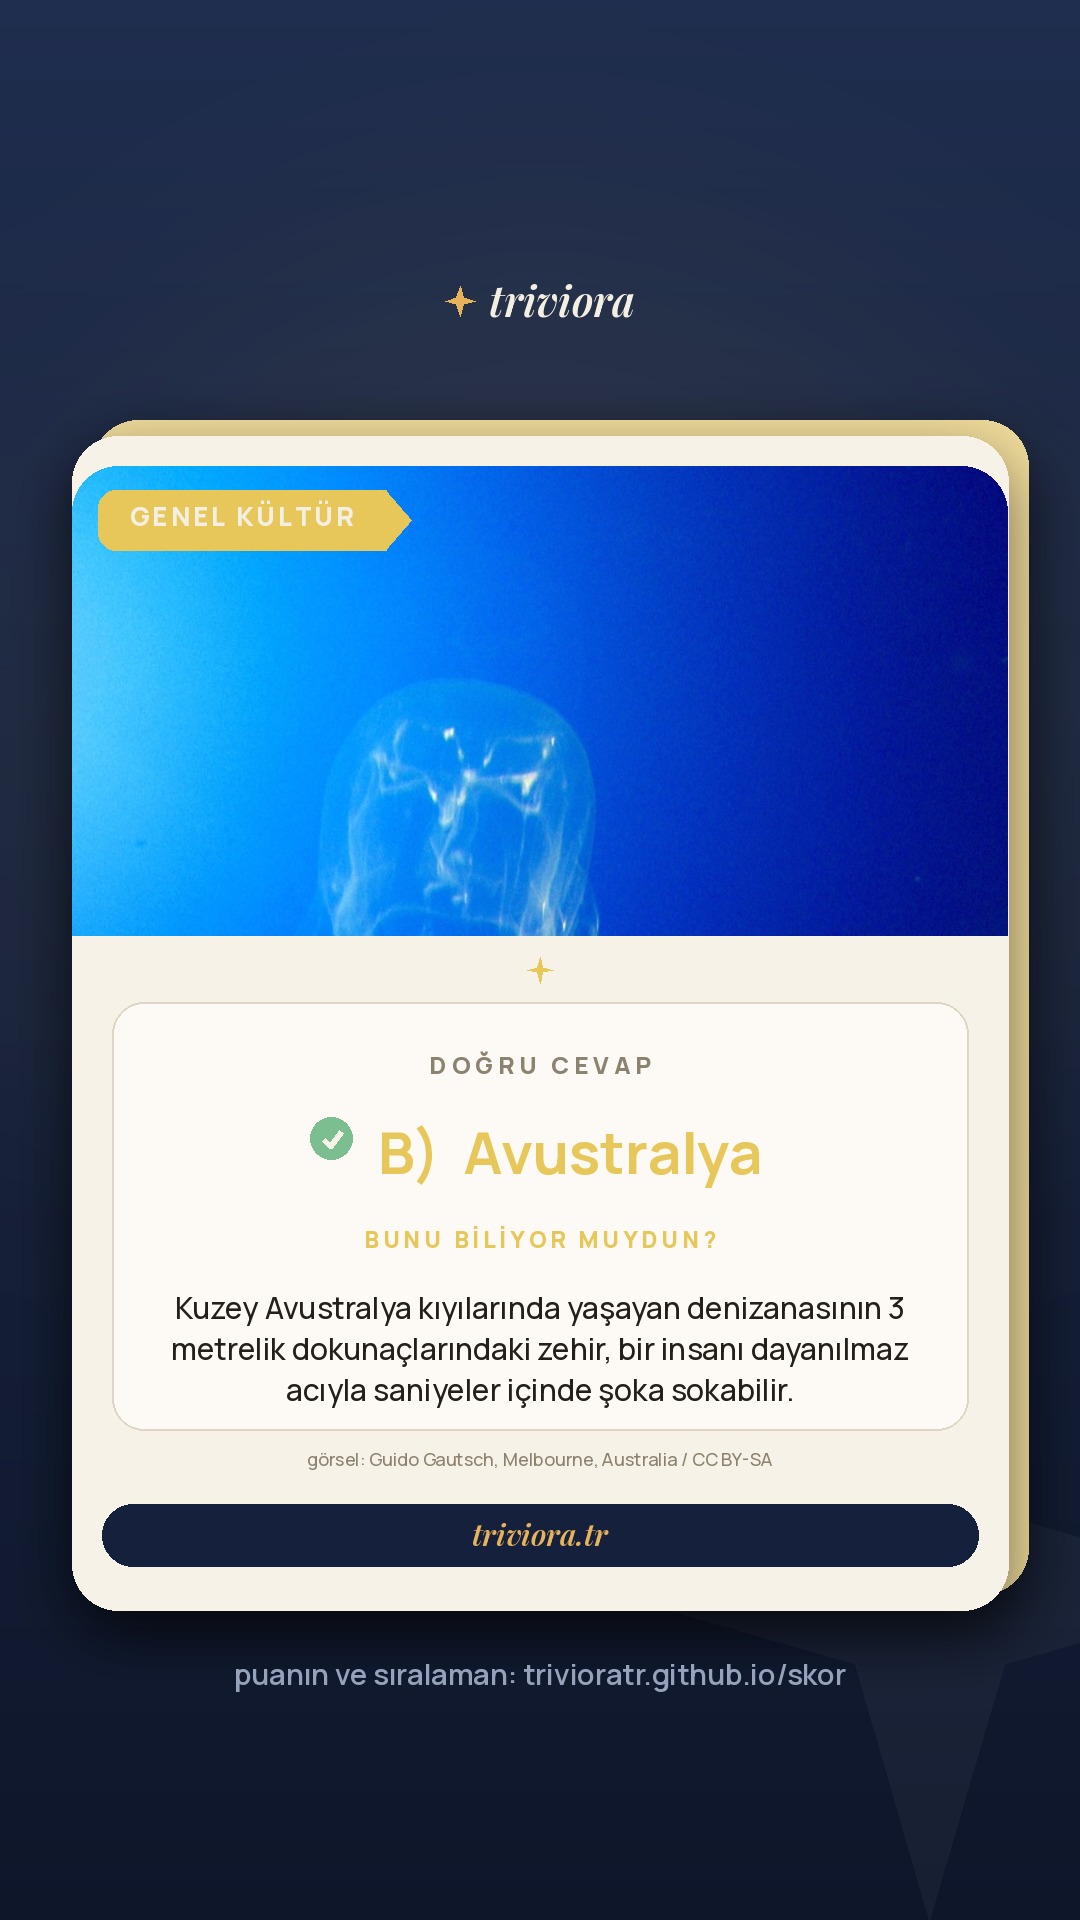 triviora
GENEL KÜLTÜR
DOĞRU CEVAP
B) Avustralya
BUNU BİLİYOR MUYDUN?
Kuzey Avustralya kıyılarında yaşayan denizanasının 3
metrelik dokunaçlarındaki zehir, bir insanı dayanılmaz
acıyla saniyeler içinde şoka sokabilir.
görsel: Guido Gautsch, Melbourne, Australia / CC BY-SA
triviora.tr
puanın ve sıralaman: trivioratr.github.io/skor